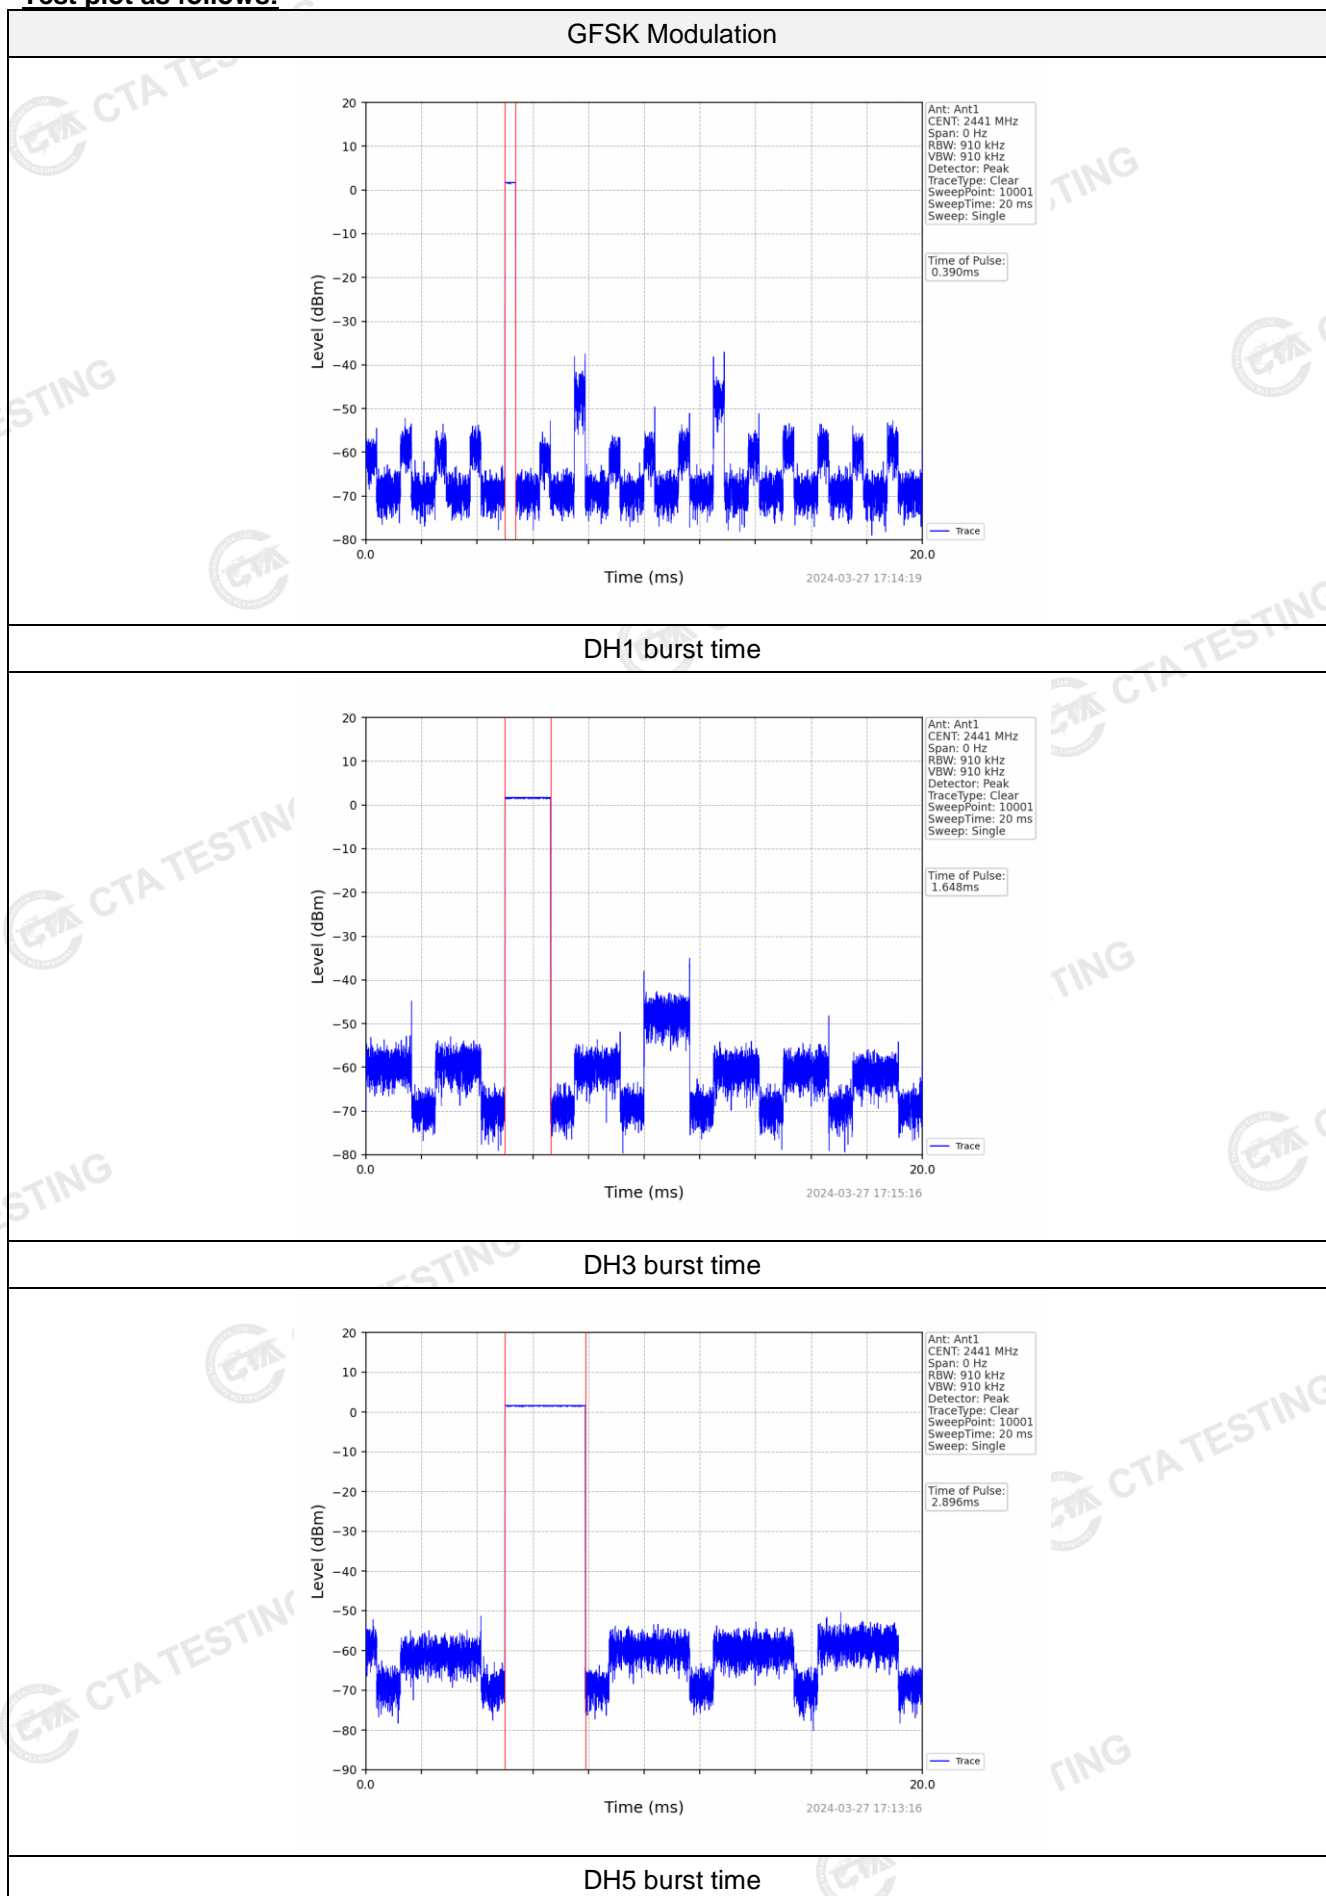 Test plot as follows:
GFSK Modulation
CTA TESTING
20
10
0
−10
−20
−30
−40
−50
−60
−70
−80
Level (dBm)
0.0
20.0
Time (ms)
2024-03-27 17:14:19
Ant: Ant1
CENT: 2441 MHz
Span: 0 Hz
RBW: 910 kHz
VBW: 910 kHz
Detector: Peak
TraceType: Clear
SweepPoint: 10001
SweepTime: 20 ms
Sweep: Single
Time of Pulse:
0.390ms
Trace
DH1 burst time
CTA TESTING
20
10
0
−10
−20
−30
−40
−50
−60
−70
−80
Level (dBm)
0.0
20.0
Time (ms)
2024-03-27 17:15:16
Ant: Ant1
CENT: 2441 MHz
Span: 0 Hz
RBW: 910 kHz
VBW: 910 kHz
Detector: Peak
TraceType: Clear
SweepPoint: 10001
SweepTime: 20 ms
Sweep: Single
Time of Pulse:
1.648ms
Trace
CTA TESTING
DH3 burst time
20
10
0
−10
−20
−30
−40
−50
−60
−70
−80
−90
Level (dBm)
0.0
20.0
Time (ms)
2024-03-27 17:13:16
Ant: Ant1
CENT: 2441 MHz
Span: 0 Hz
RBW: 910 kHz
VBW: 910 kHz
Detector: Peak
TraceType: Clear
SweepPoint: 10001
SweepTime: 20 ms
Sweep: Single
Time of Pulse:
2.896ms
Trace
CTA TESTING
CTA TESTING
DH5 burst time